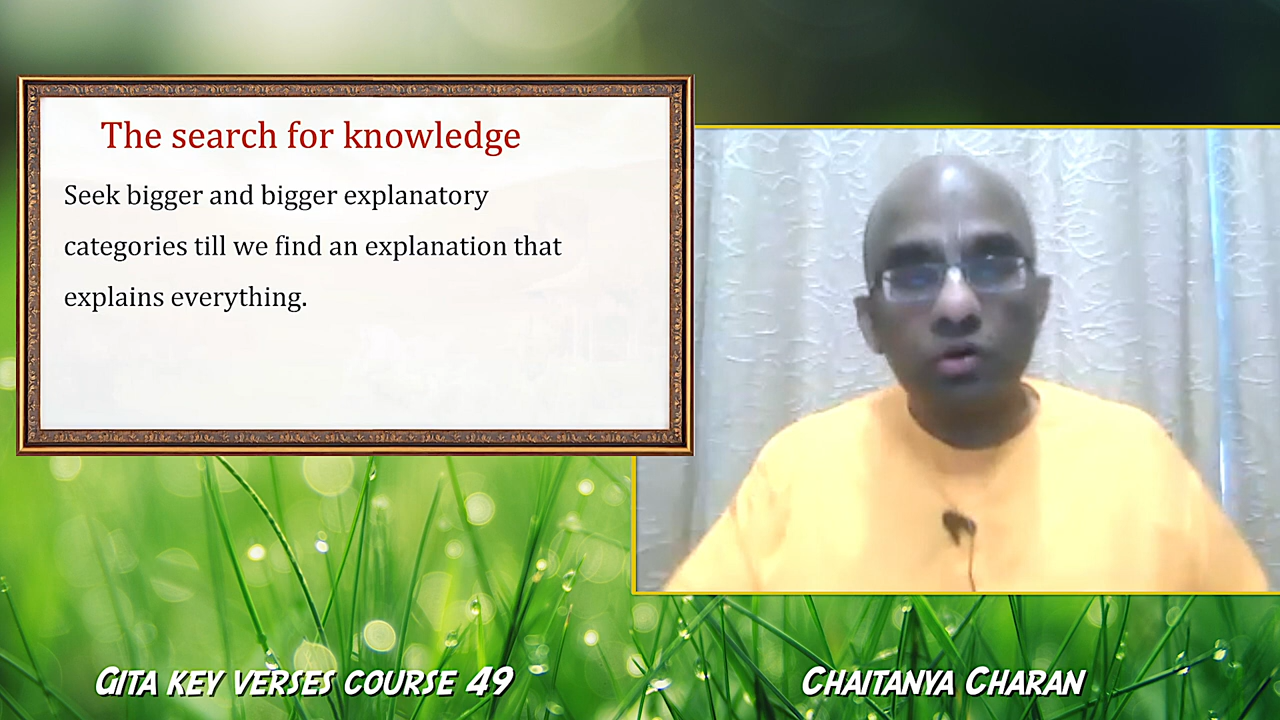 The search for knowledge
Seek bigger and bigger explanatory
categories till we find an explanation that
explains everything.
Gita key verses course 49
Chaitanya Charan